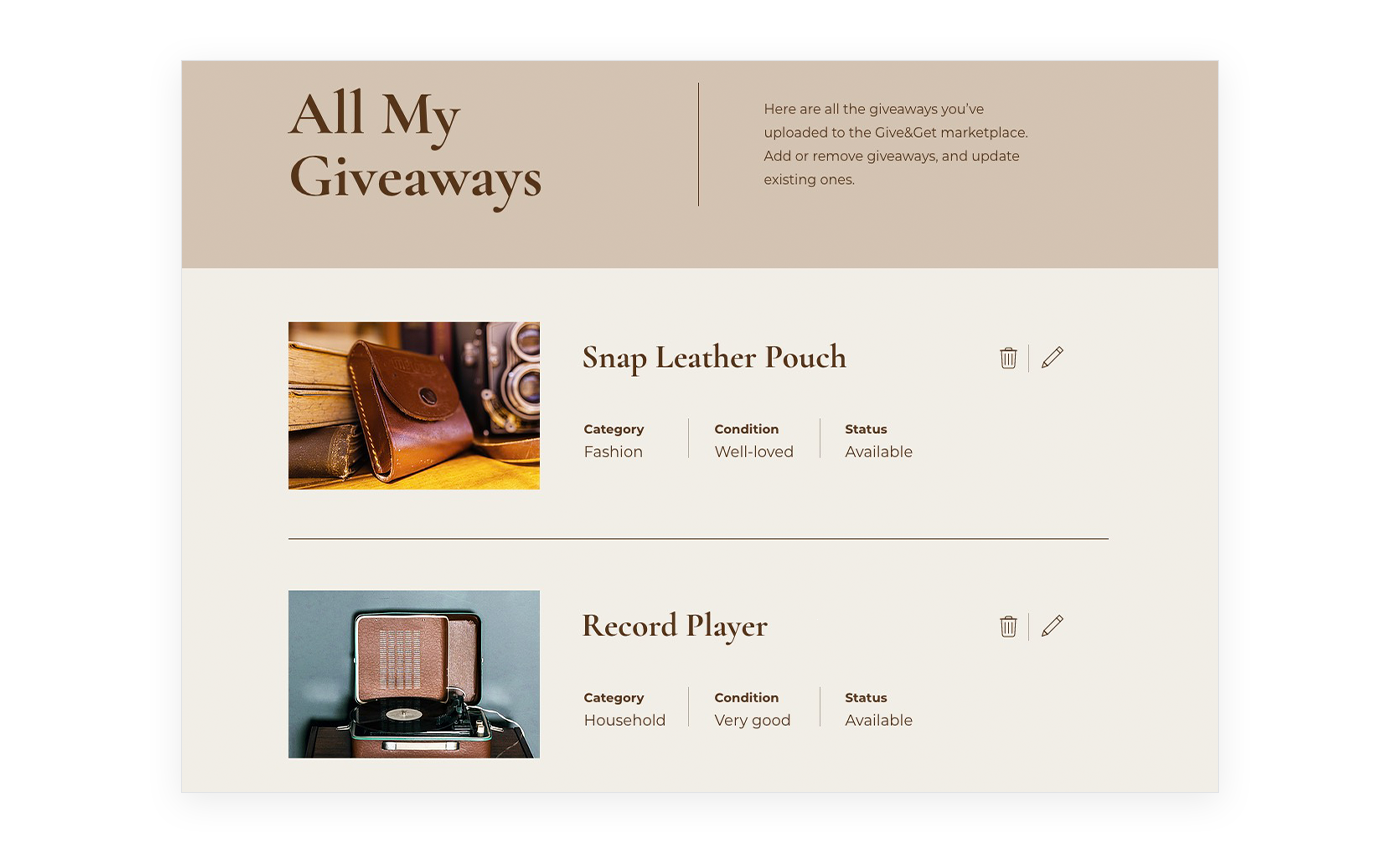 All My
Giveaways
Here are all the giveaways you’ve
uploaded to the Give&Get marketplace.
Add or remove giveaways, and update
existing ones.
Snap Leather Pouch
Category
Fashion
Condition
Well-loved
Status
Available
Record Player
Category
Household
Condition
Very good
Status
Available